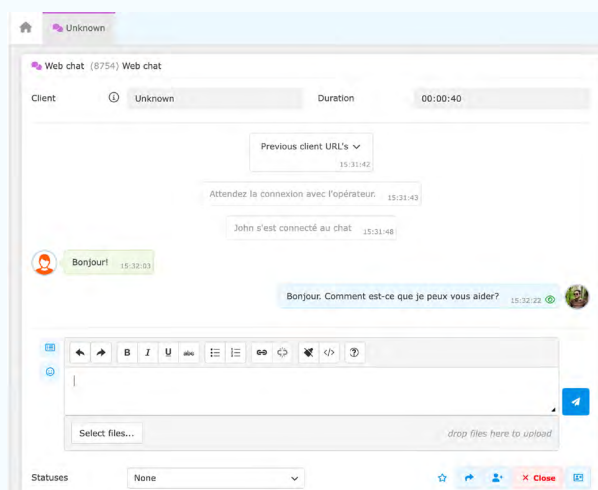 Unknown
Web chat (8754) Web chat
Client
Unknown
Duration
00:00:40
Previous client URL's
15:31:42
Attendez la connexion avec l'opérateur. 15:31:43
John s'est connecté au chat 15:31:48
Bonjour! 15:32:03
Bonjour. Comment est-ce que je peux vous aider? 15:32:22
B I U abc
Select files...
drop files here to upload
Statuses
None
Close